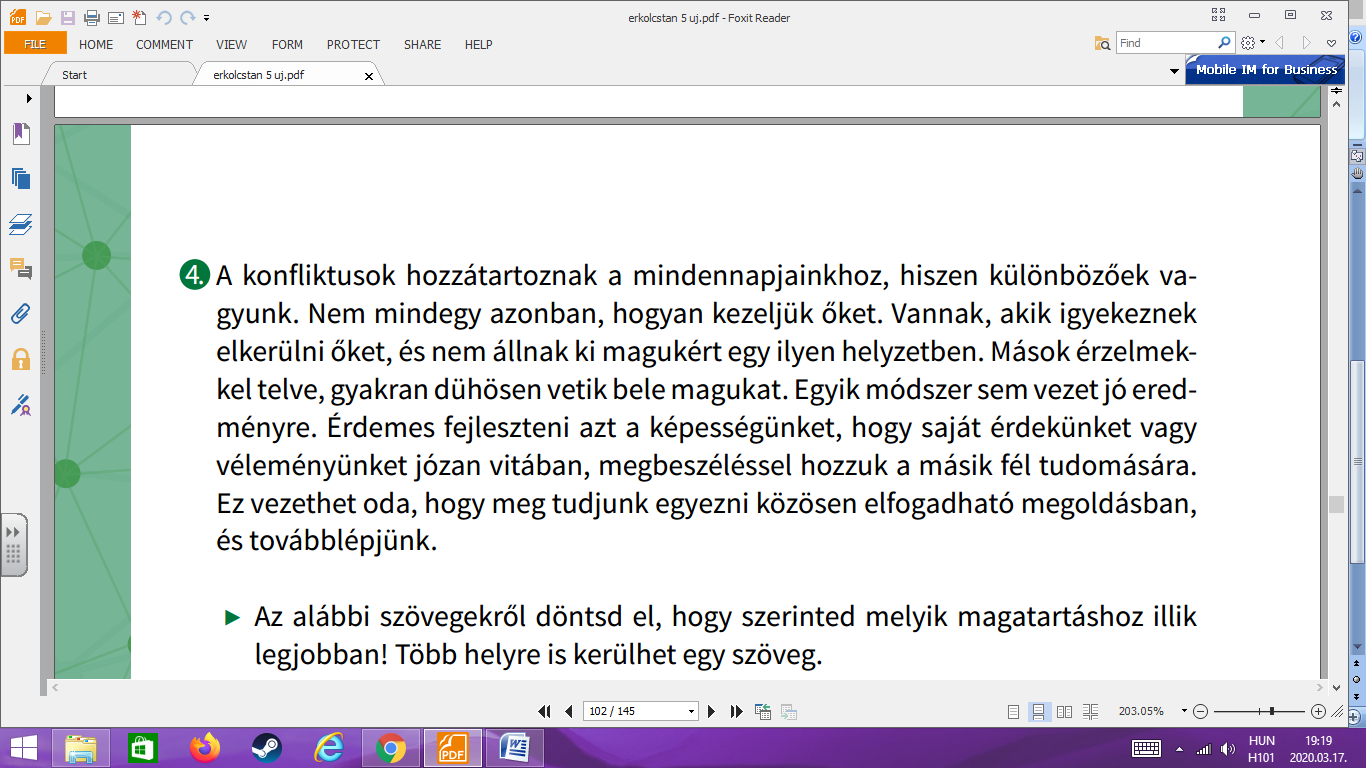 erkolcstan 5 uj.pdf - Foxit Reader
FILE HOME COMMENT VIEW FORM PROTECT SHARE HELP
Find
Start erkolcstan 5 uj.pdf
Mobile IM for Business
4. A konfliktusok hozzátartoznak a mindennapjainkhoz, hiszen különbözőek va-
gyunk. Nem mindegy azonban, hogyan kezeljük őket. Vannak, akik igyekeznek
elkerülni őket, és nem állnak ki magukért egy ilyen helyzetben. Mások érzelmek-
kel telve, gyakran dühösen vetik bele magukat. Egyik módszer sem vezet jó ered-
ményre. Érdemes fejleszteni azt a képességünket, hogy saját érdekünket vagy
véleményünket józan vitában, megbeszéléssel hozzuk a másik fél tudomására.
Ez vezethet oda, hogy meg tudjunk egyezni közösen elfogadható megoldásban,
és továbblépjünk.
Az alábbi szövegekről döntsd el, hogy szerinted melyik magatartáshoz illik
legjobban! Több helyre is kerülhet egy szöveg.
102 / 145
203.05%
PDF
HUN 19:19
H101 2020.03.17.